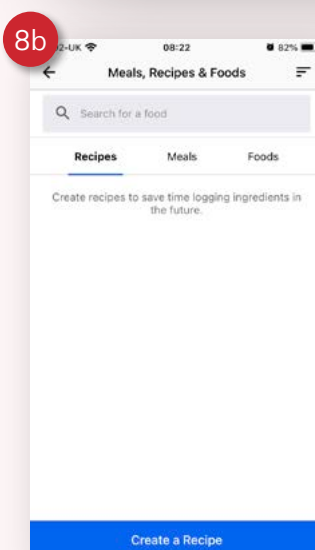 8b
2-UK 08:22 82%
Meals, Recipes & Foods
Search for a food
Recipes Meals Foods
Create recipes to save time logging ingredients in
the future.
Create a Recipe